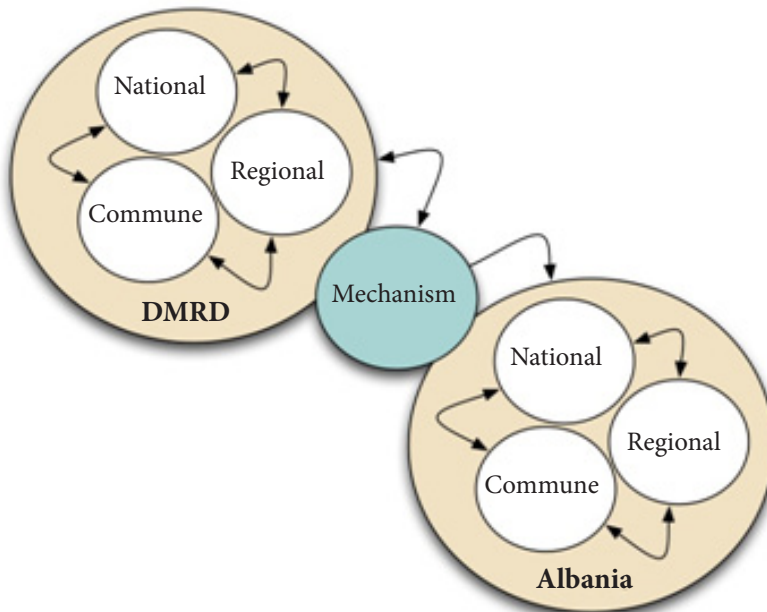 National
Regional
Commune
DMRD
Mechanism
National
Regional
Commune
Albania